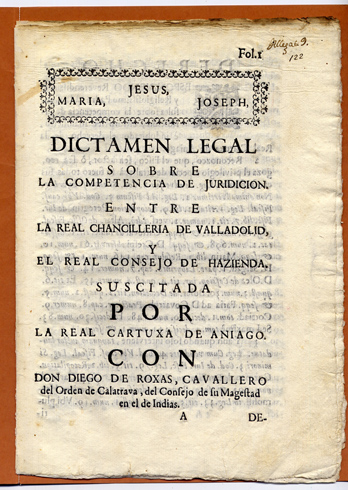 Fol.1
9.
122
JESUS,
MARIA, JOSEPH,
DICTAMEN LEGAL
SOBRE
LA COMPETENCIA DE JURIDICION.
ENTRE
LA REAL CHANCILLERIA DE VALLADOLID,
Y
EL REAL CONSEJO DE HAZIENDA.
SUSCITADA
POR
LA REAL CARTUXA DE ANIAGO.
CON
DON DIEGO DE ROXAS, CAVALLERO
del Orden de Calatrava, del Consejo de su Magestad
en el de Indias.
A DE-